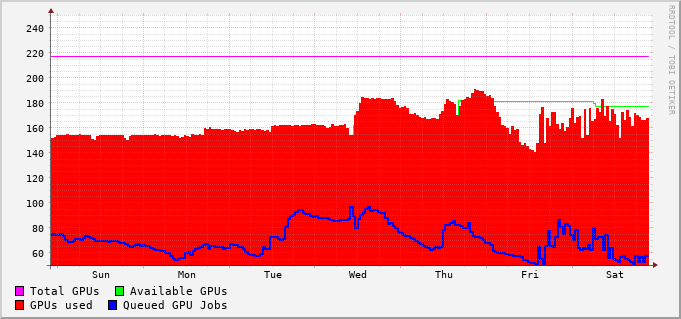 240
220
200
180
160
140
120
100
80
60
Sun Mon Tue Wed Thu Fri Sat
Total GPUs Available GPUs
GPUs used Queued GPU Jobs
RRDTOOL / TOBI OETIKER